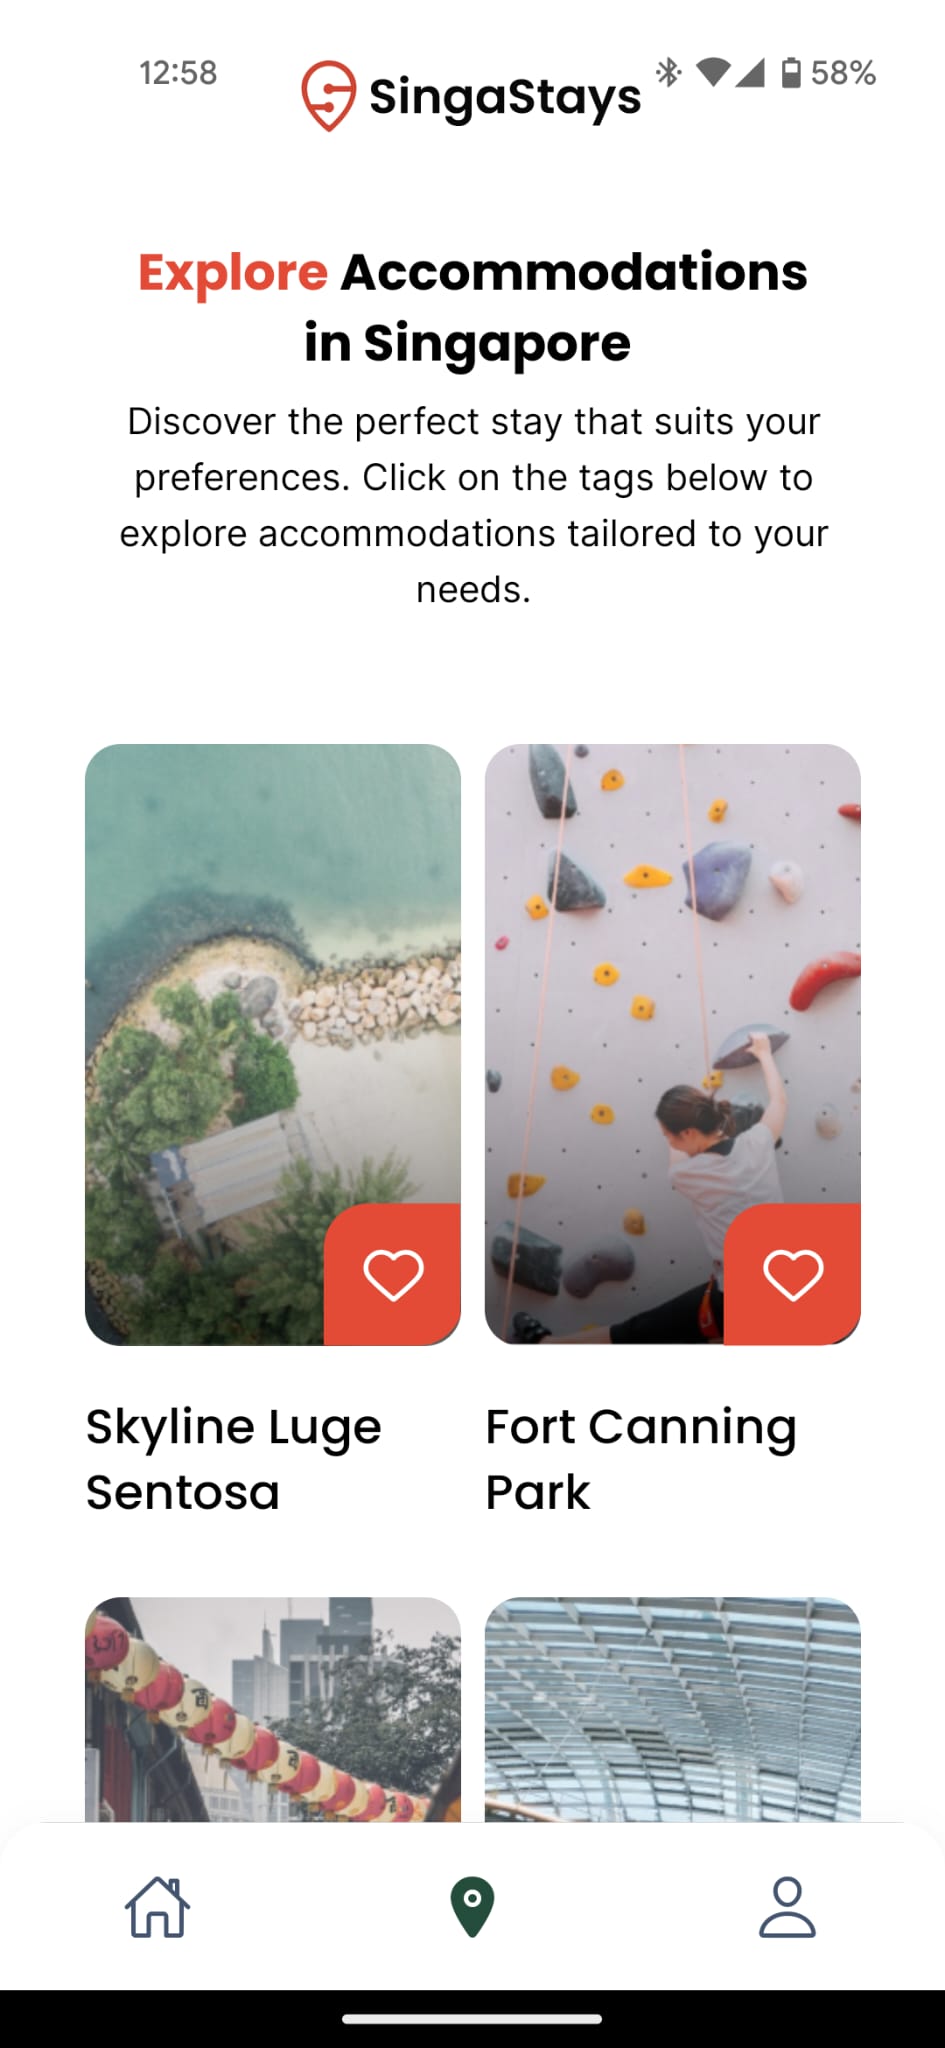 12:58
SingaStays
58%
Explore Accommodations
in Singapore
Discover the perfect stay that suits your
preferences. Click on the tags below to
explore accommodations tailored to your
needs.
Skyline Luge
Sentosa
Fort Canning
Park